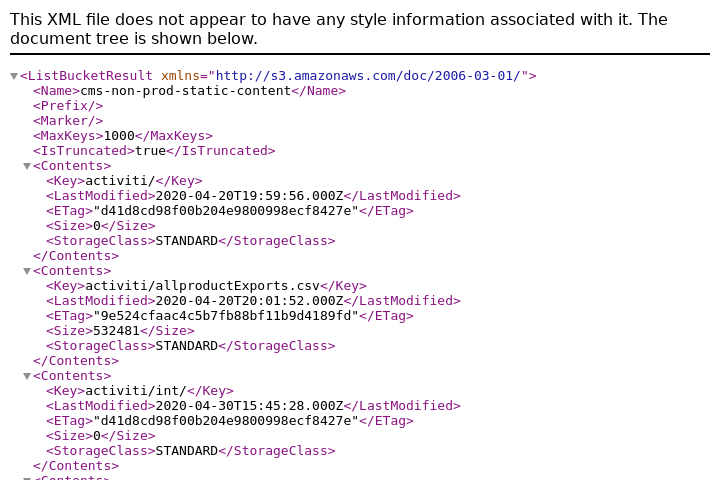 This XML file does not appear to have any style information associated with it. The
document tree is shown below.
<ListBucketResult xmlns="http://s3.amazonaws.com/doc/2006-03-01/">
<Name>cms-non-prod-static-content</Name>
<Prefix/>
<Marker/>
<MaxKeys>1000</MaxKeys>
<IsTruncated>true</IsTruncated>
<Contents>
<Key>activiti/</Key>
<LastModified>2020-04-20T19:59:56.000Z</LastModified>
<ETag>"d41d8cd98f00b204e9800998ecf8427e"</ETag>
<Size>0</Size>
<StorageClass>STANDARD</StorageClass>
</Contents>
<Contents>
<Key>activiti/allproductExports.csv</Key>
<LastModified>2020-04-20T20:01:52.000Z</LastModified>
<ETag>"9e524cfaac4c5b7fb88bf11b9d4189fd"</ETag>
<Size>532481</Size>
<StorageClass>STANDARD</StorageClass>
</Contents>
<Contents>
<Key>activiti/int/</Key>
<LastModified>2020-04-30T15:45:28.000Z</LastModified>
<ETag>"d41d8cd98f00b204e9800998ecf8427e"</ETag>
<Size>0</Size>
<StorageClass>STANDARD</StorageClass>
</Contents>
<Contents>